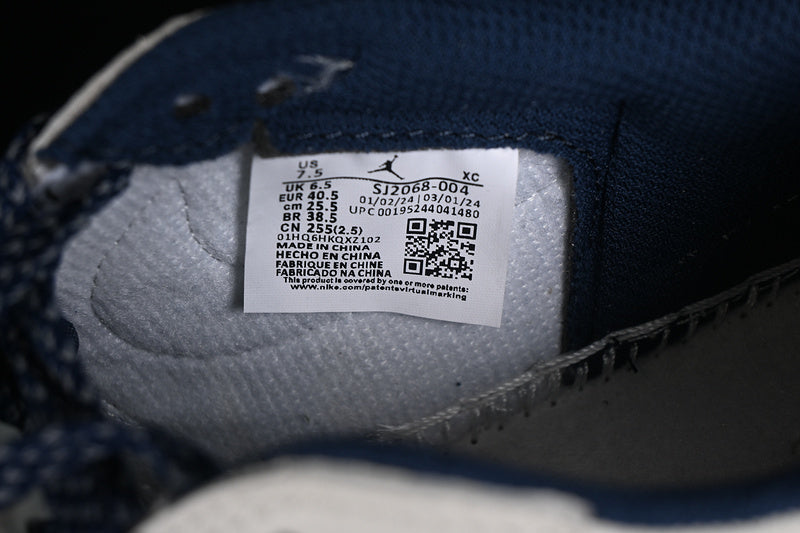 US
7.5
XC
UK 6.5
SJ2068-004
EUR 40.5
01/02/24 | 03/01/24
cm 25.5
UPC 00195244041480
BR 38.5
CN 255(2.5)
01HQ6HKQXZ102
MADE IN CHINA
HECHO EN CHINA
FABRIQUE EN CHINE
FABRICADO NA CHINA
This product is covered by one or more patents:
www.nike.com/patentsvirtualmarking